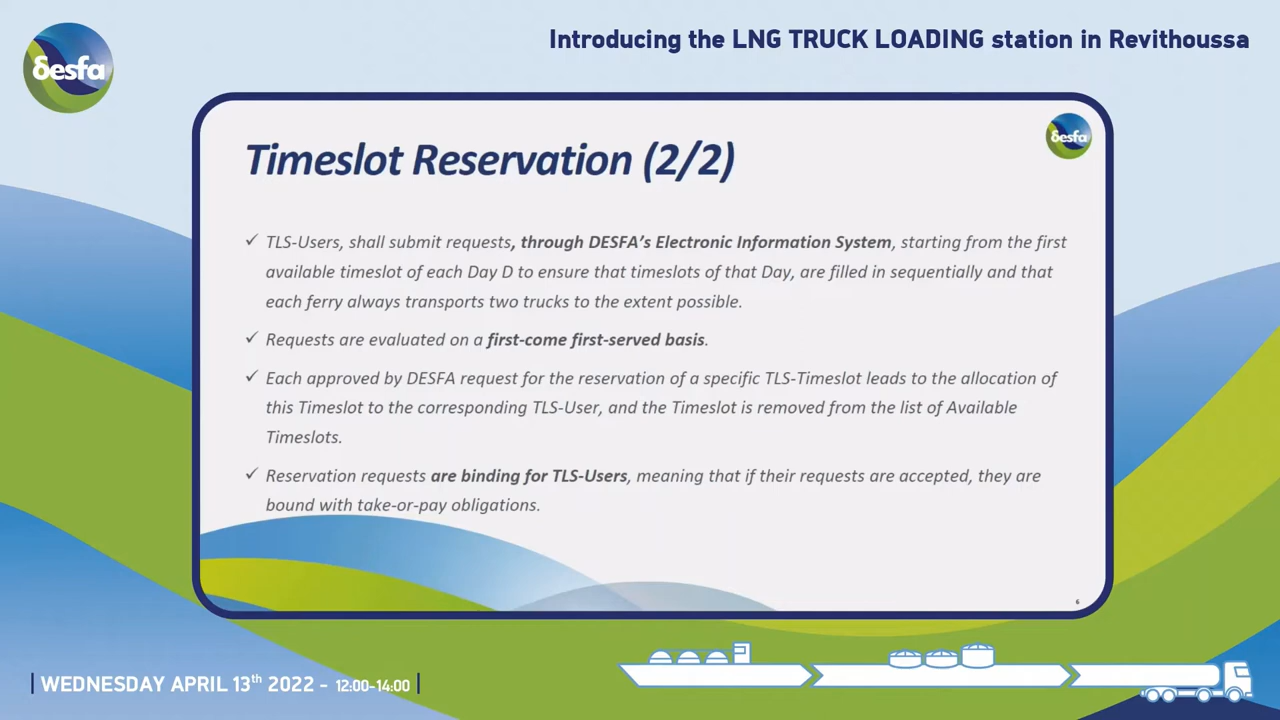 δesfa
Introducing the LNG TRUCK LOADING station in Revithoussa
δesfa
Timeslot Reservation (2/2)
✓ TLS-Users, shall submit requests, through DESFA's Electronic Information System, starting from the first
available timeslot of each Day D to ensure that timeslots of that Day, are filled in sequentially and that
each ferry always transports two trucks to the extent possible.
✓ Requests are evaluated on a first-come first-served basis.
✓ Each approved by DESFA request for the reservation of a specific TLS-Timeslot leads to the allocation of
this Timeslot to the corresponding TLS-User, and the Timeslot is removed from the list of Available
Timeslots.
✓ Reservation requests are binding for TLS-Users, meaning that if their requests are accepted, they are
bound with take-or-pay obligations.
6
| WEDNESDAY APRIL 13th 2022 - 12:00-14:00 |